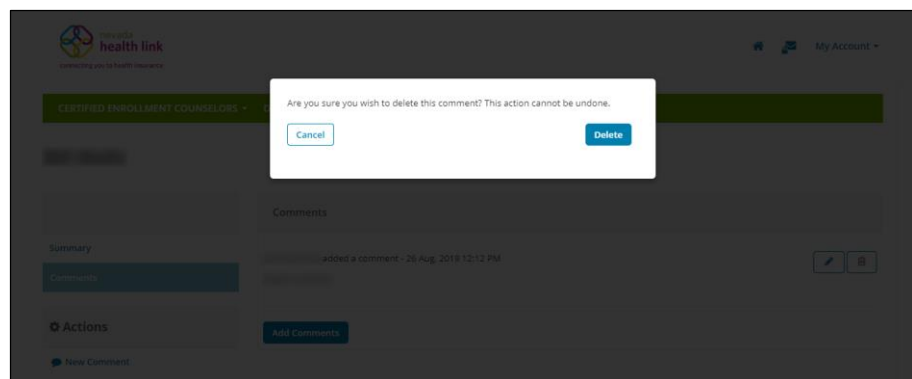 nevada
health link
connecting you to health insurance
My Account
CERTIFIED ENROLLMENT COUNSELORS
Are you sure you wish to delete this comment? This action cannot be undone.
Cancel
Delete
Comments
Summary
added a comment - 26 Aug, 2019 12:12 PM
Comments
Actions
Add Comments
New Comment